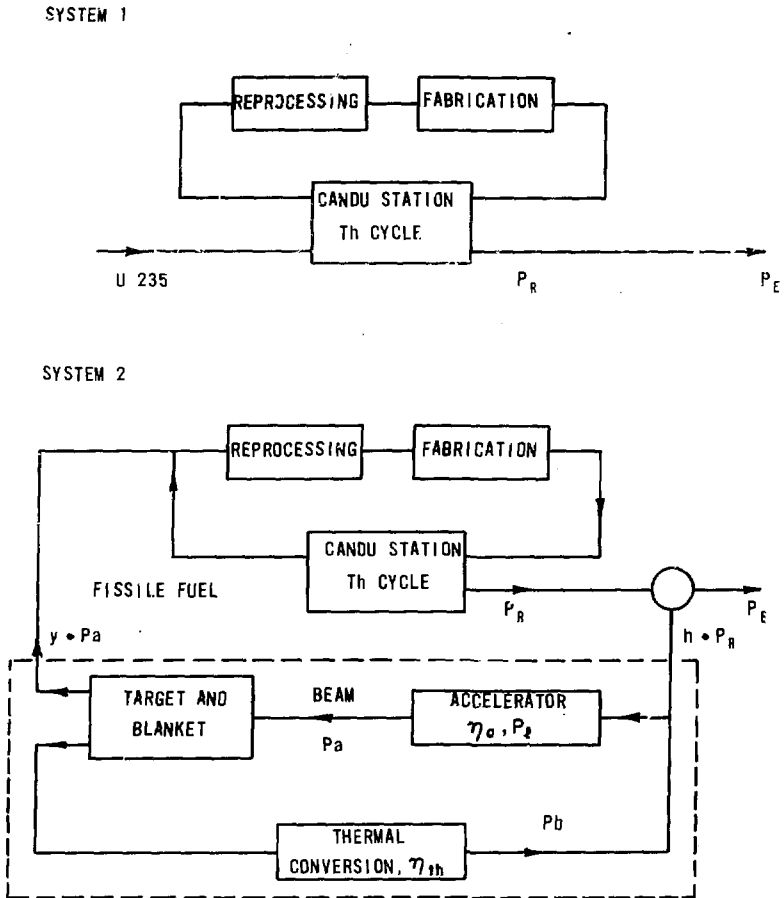 SYSTEM 1
REPROCESSING
FABRICATION
CANDU STATION
Th CYCLE
U 235
P_R
P_E
SYSTEM 2
REPROCESSING
FABRICATION
CANDU STATION
Th CYCLE
FISSILE FUEL
P_R
P_E
y • Pa
h • P_R
TARGET AND
BLANKET
BEAM
Pa
ACCELERATOR
η_a, P_ℓ
Pb
THERMAL
CONVERSION, η_th